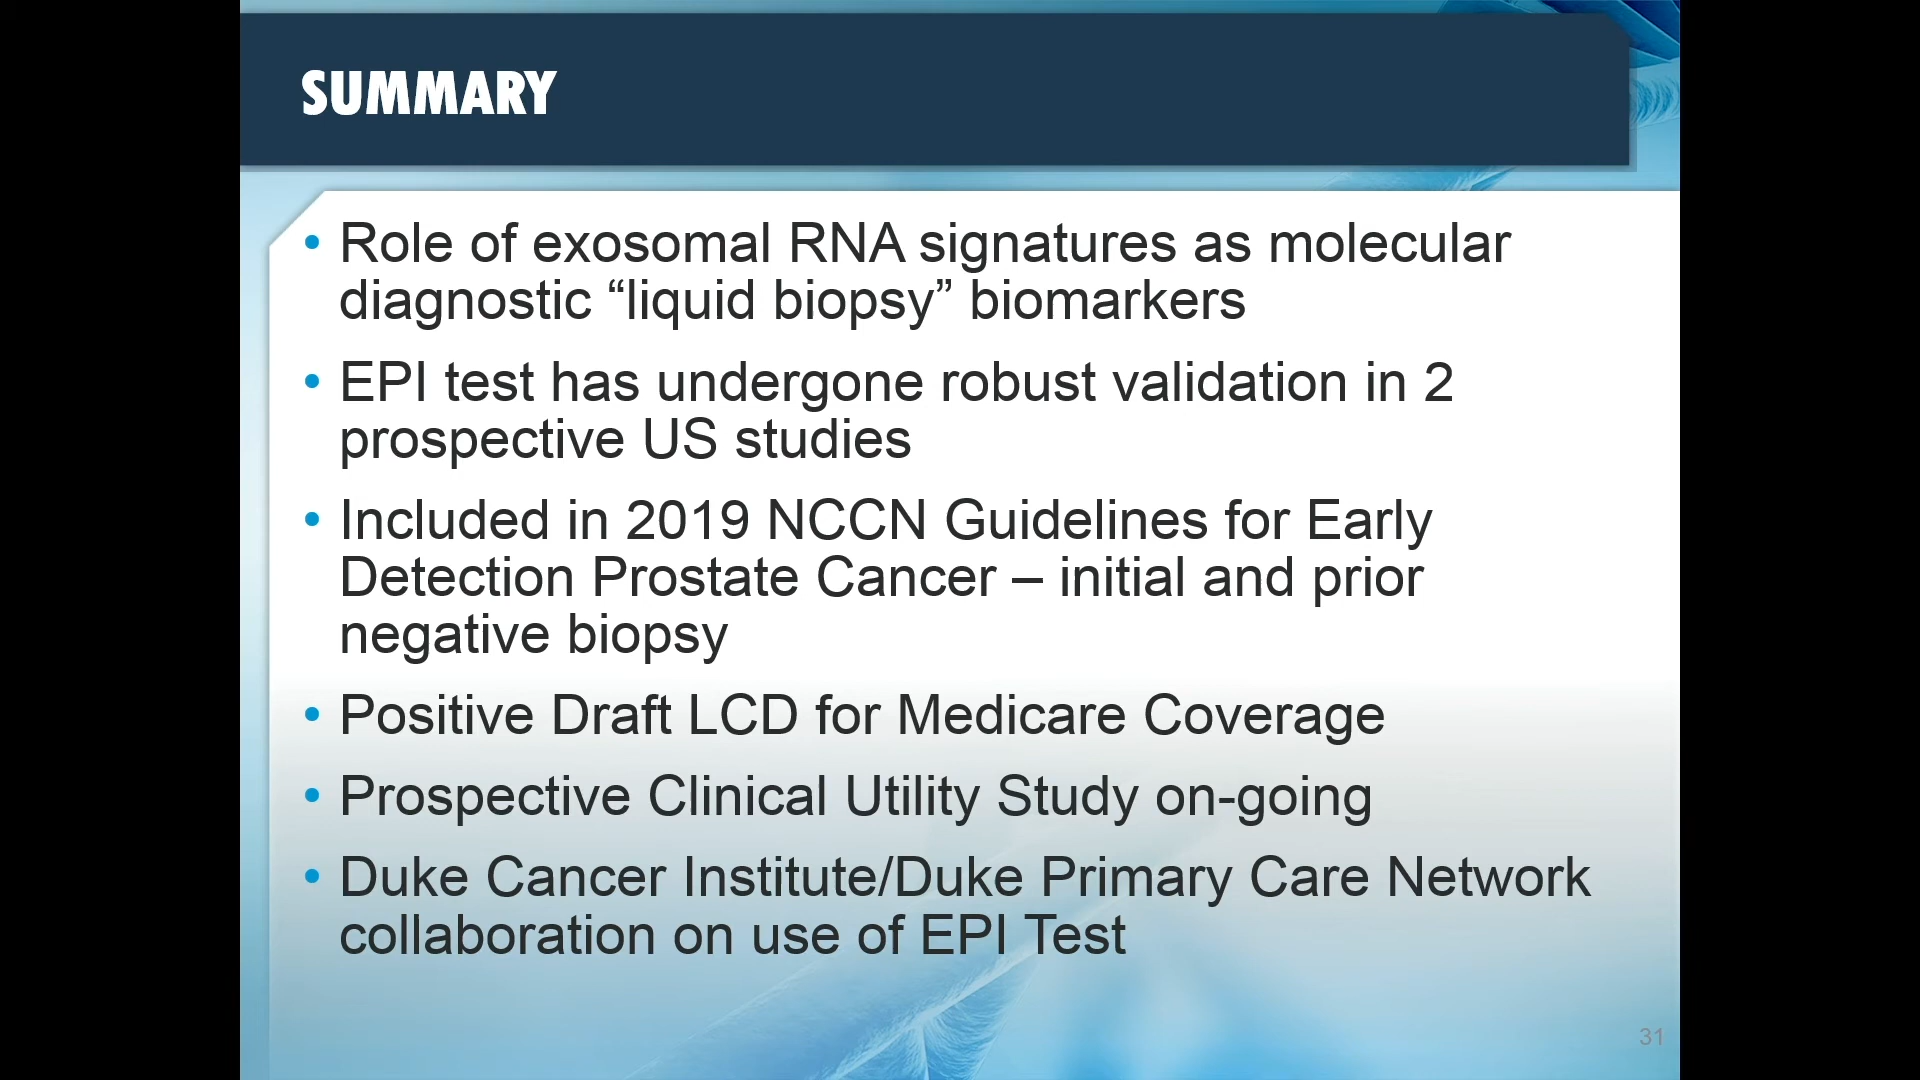 SUMMARY
• Role of exosomal RNA signatures as molecular
diagnostic “liquid biopsy” biomarkers
• EPI test has undergone robust validation in 2
prospective US studies
• Included in 2019 NCCN Guidelines for Early
Detection Prostate Cancer – initial and prior
negative biopsy
• Positive Draft LCD for Medicare Coverage
• Prospective Clinical Utility Study on-going
• Duke Cancer Institute/Duke Primary Care Network
collaboration on use of EPI Test
31